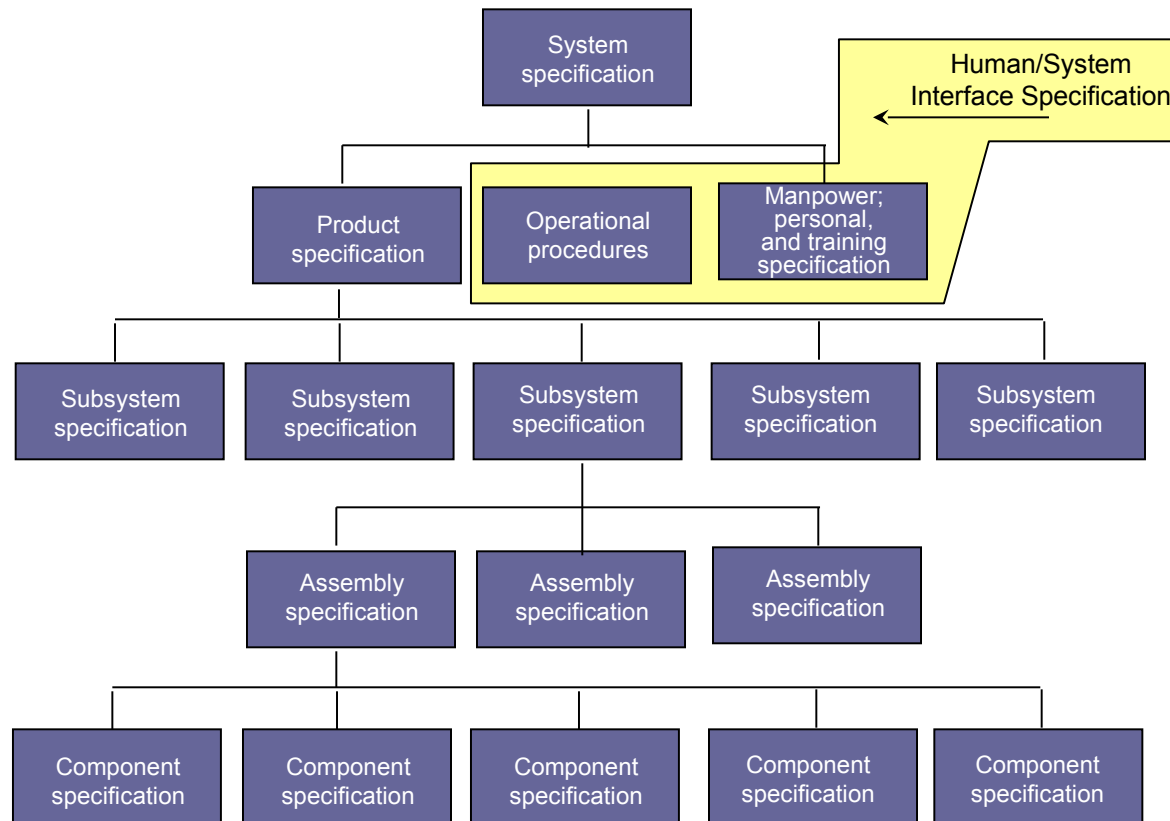 System
specification
Human/System
Interface Specification
Product
specification
Operational
procedures
Manpower;
personal,
and training
specification
Subsystem
specification
Subsystem
specification
Subsystem
specification
Subsystem
specification
Subsystem
specification
Assembly
specification
Assembly
specification
Assembly
specification
Component
specification
Component
specification
Component
specification
Component
specification
Component
specification